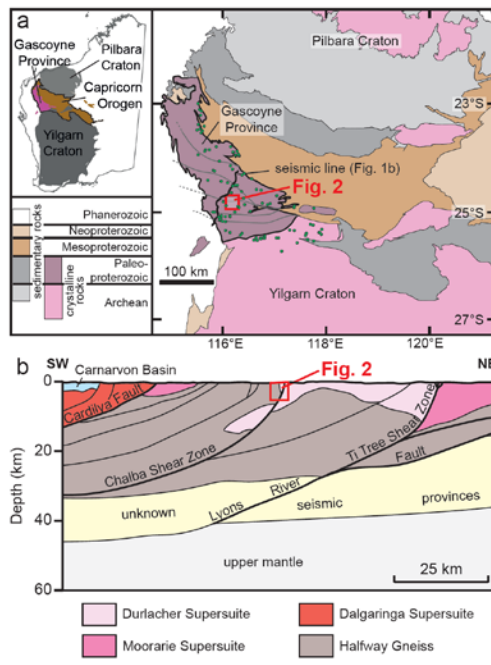 a
Gascoyne
Province
Pilbara
Craton
Capricorn
Orogen
Yilgarn
Craton
Phanerozoic
Neoproterozoic
Mesoproterozoic
Paleo-
proterozoic
Archean
sedimentary rocks
crystalline
rocks
Pilbara
Craton
Gascoyne
Province
seismic line (Fig. 1b)
Fig. 2
100 km
Yilgarn Craton
23°S
25°S
27°S
116°E
118°E
120°E
b
SW
NE
Carnarvon Basin
Fig. 2
Cardilya Fault
Chalba Shear Zone
Ti Tree Shear Zone
Lyons River Fault
unknown seismic provinces
upper mantle
0
20
40
60
Depth (km)
25 km
Durlacher Supersuite
Dalgaringa Supersuite
Moorarie Supersuite
Halfway Gneiss